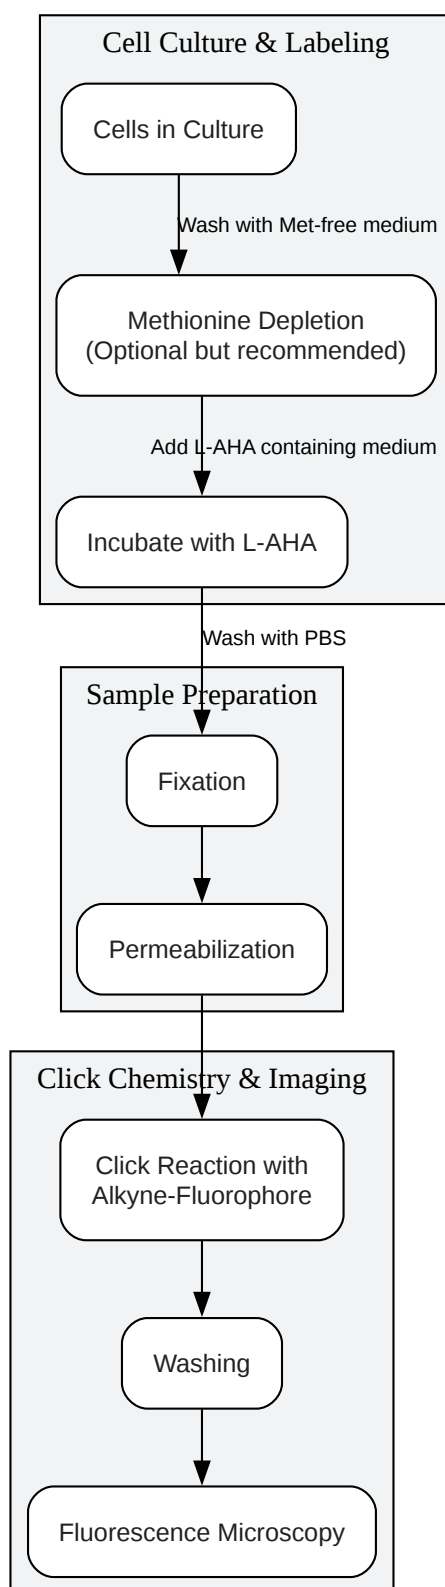 Cell Culture & Labeling
Cells in Culture
Wash with Met-free medium
Methionine Depletion
(Optional but recommended)
Add L-AHA containing medium
Incubate with L-AHA
Wash with PBS
Sample Preparation
Fixation
Permeabilization
Click Chemistry & Imaging
Click Reaction with
Alkyne-Fluorophore
Washing
Fluorescence Microscopy